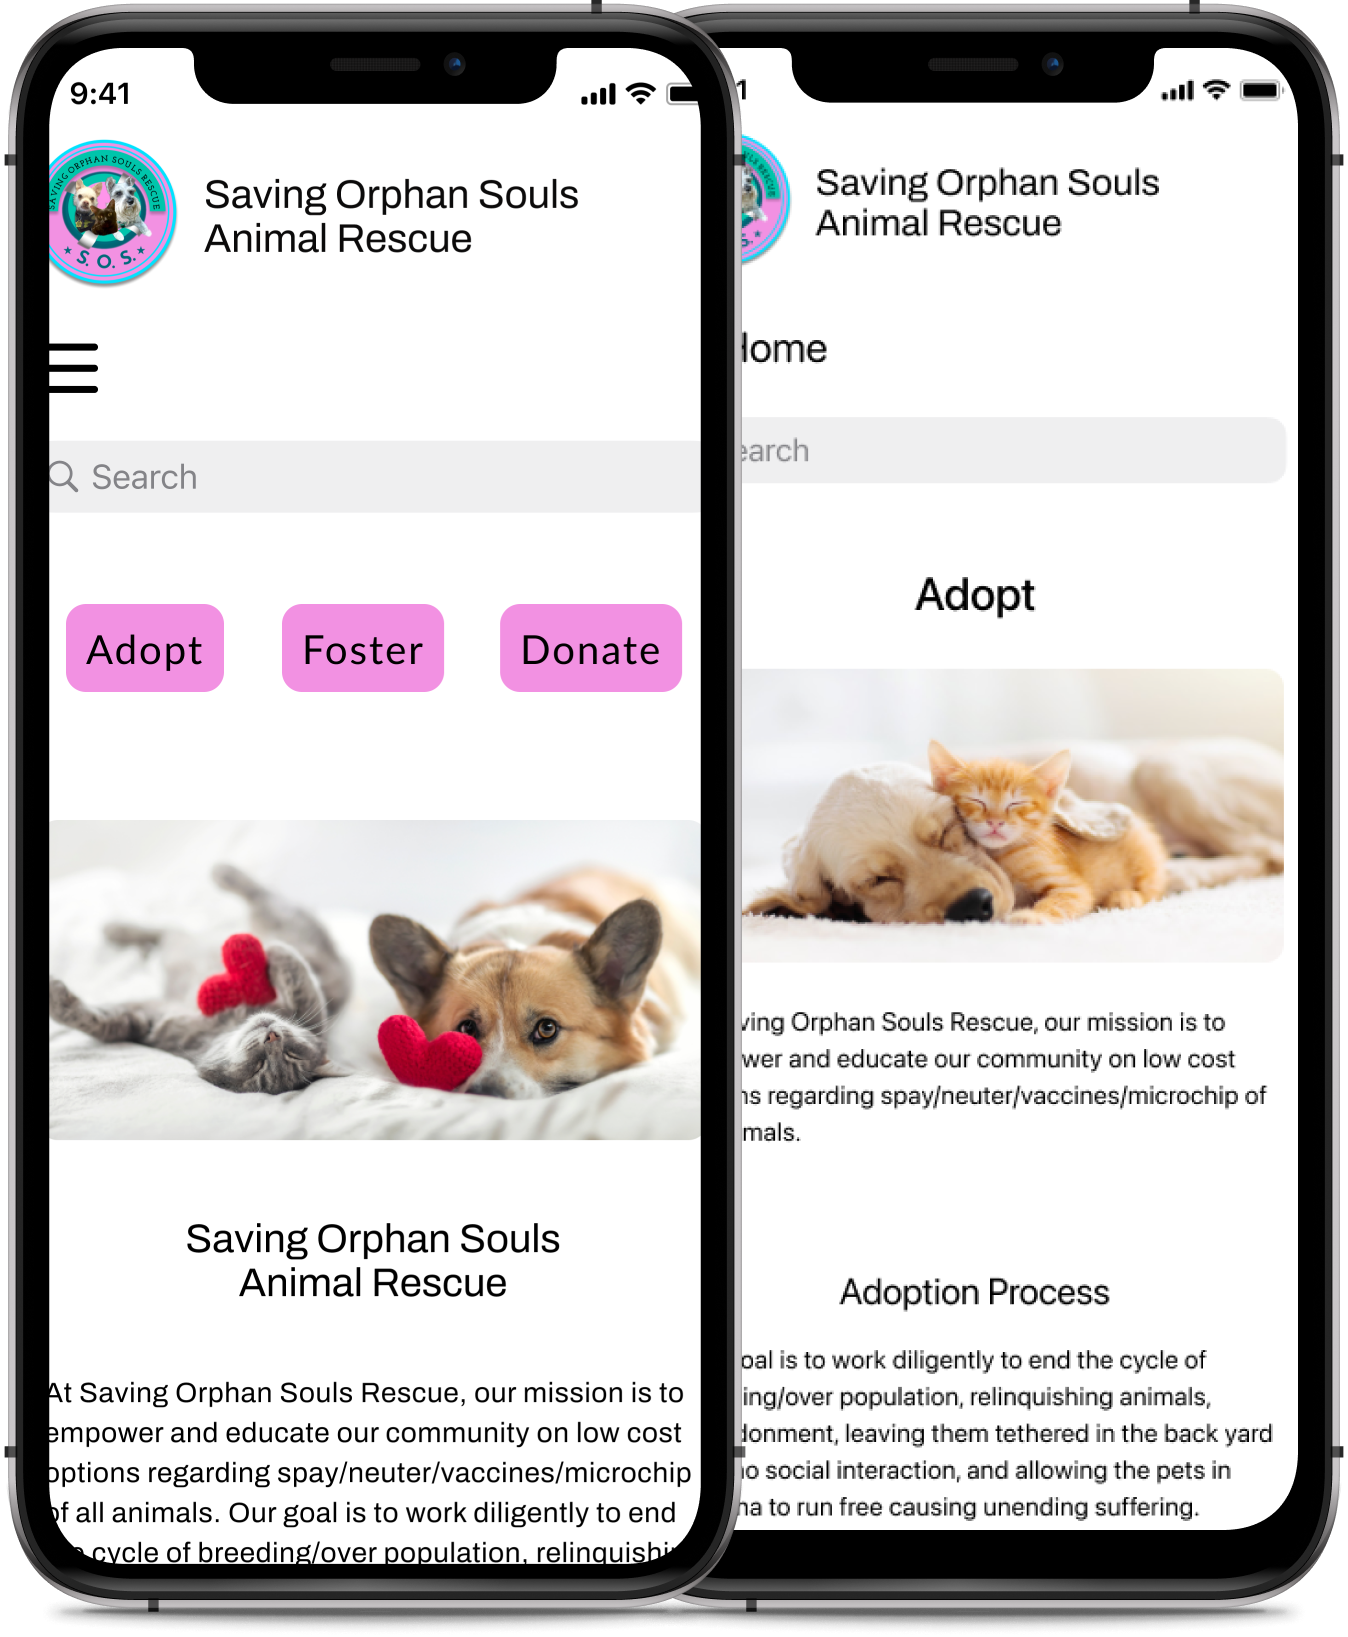 9:41
SAVING ORPHAN SOULS RESCUE
S. O. S.
Saving Orphan Souls
Animal Rescue
Search
Adopt
Foster
Donate
Saving Orphan Souls
Animal Rescue
At Saving Orphan Souls Rescue, our mission is to
empower and educate our community on low cost
options regarding spay/neuter/vaccines/microchip
of all animals. Our goal is to work diligently to end
cycle of breeding/over population,
Saving Orphan Souls
Animal Rescue
Home
earch
Adopt
ving Orphan Souls Rescue, our mission is to
wer and educate our community on low cost
ns regarding spay/neuter/vaccines/microchip of
mals.
Adoption Process
oal is to work diligently to end the cycle of
ing/over population, relinquishing animals,
donment, leaving them tethered in the back yard
no social interaction, and allowing the pets in
na to run free causing unending suffering.